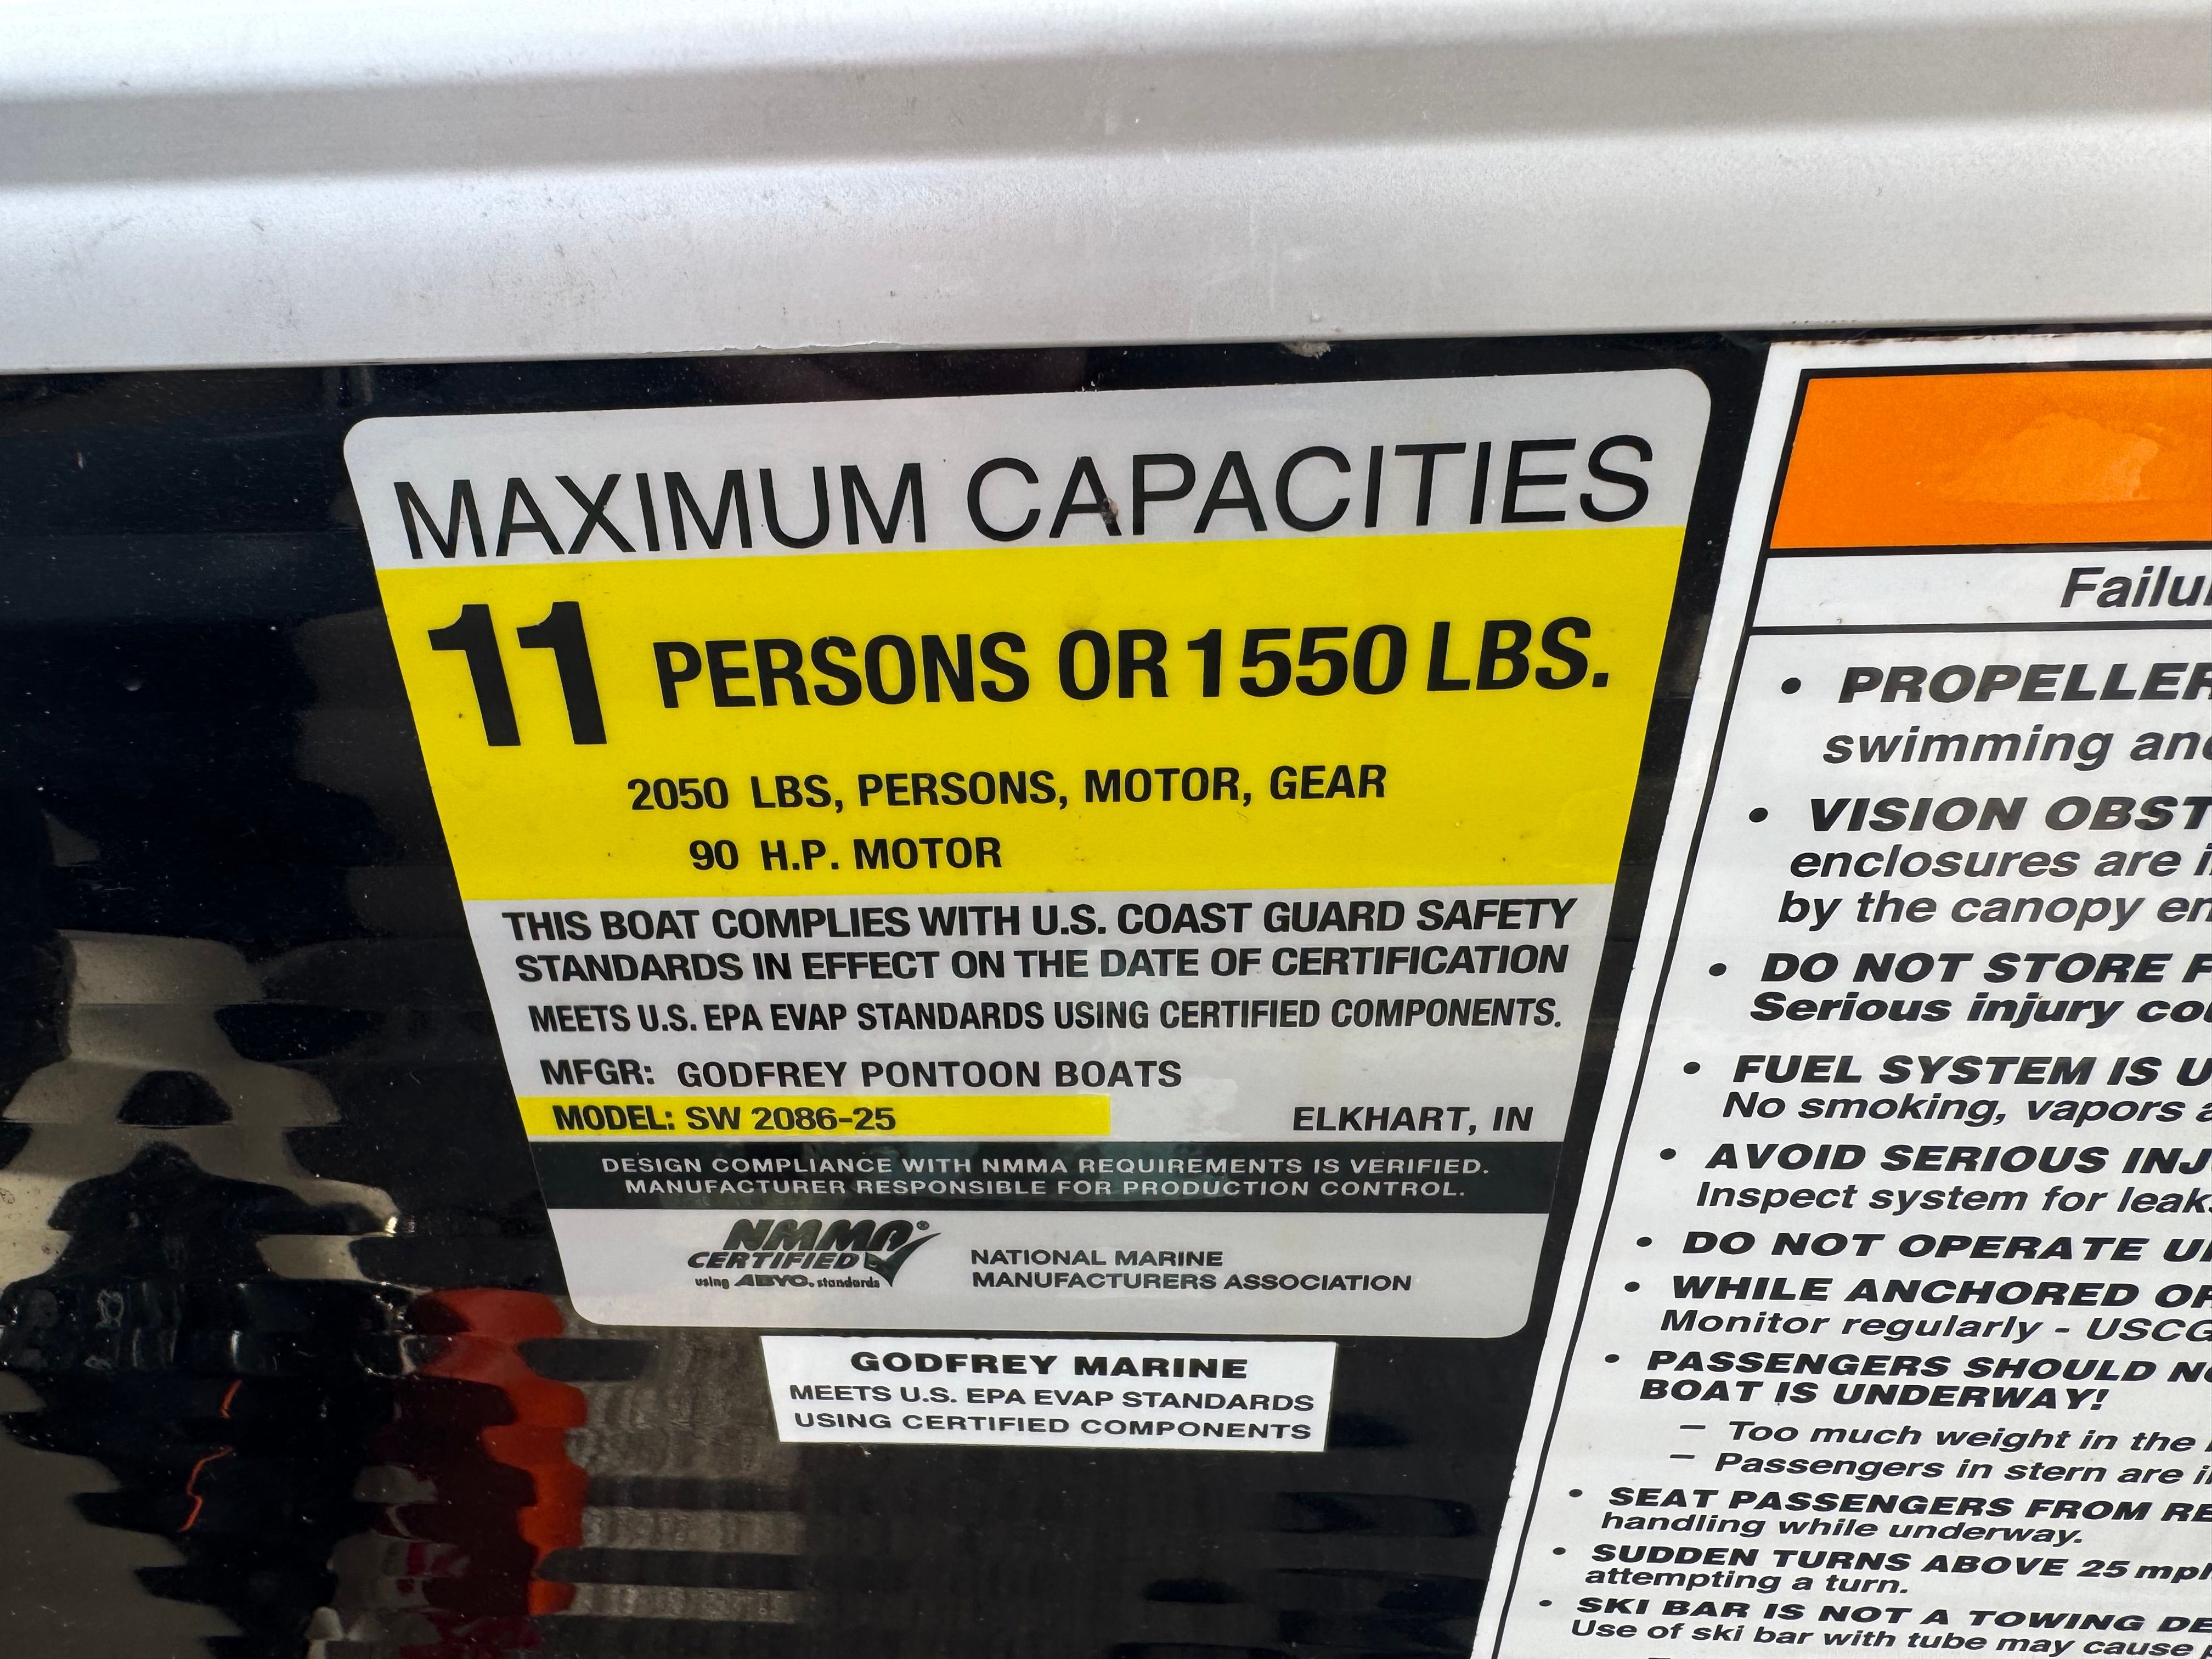 MAXIMUM CAPACITIES
11 PERSONS OR 1550 LBS.
2050 LBS, PERSONS, MOTOR, GEAR
90 H.P. MOTOR
THIS BOAT COMPLIES WITH U.S. COAST GUARD SAFETY
STANDARDS IN EFFECT ON THE DATE OF CERTIFICATION
MEETS U.S. EPA EVAP STANDARDS USING CERTIFIED COMPONENTS.
MFGR: GODFREY PONTOON BOATS
MODEL: SW 2086-25 ELKHART, IN
DESIGN COMPLIANCE WITH NMMA REQUIREMENTS IS VERIFIED.
MANUFACTURER RESPONSIBLE FOR PRODUCTION CONTROL.
NMMA®
CERTIFIED
using ABYC® standards
NATIONAL MARINE
MANUFACTURERS ASSOCIATION
GODFREY MARINE
MEETS U.S. EPA EVAP STANDARDS
USING CERTIFIED COMPONENTS
• PROPELLER
swimming
• VISION
enclosures are
by the canopy
• DO NOT STORE
Serious injury
• FUEL SYSTEM IS
No smoking, vapors
• AVOID SERIOUS
Inspect system for
• DO NOT OPERATE
• WHILE ANCHORED
Monitor regularly - USCG
• PASSENGERS SHOULD
BOAT IS UNDERWAY!
– Too much weight in the
– Passengers in stern are
• SEAT PASSENGERS FROM
handling while underway.
• SUDDEN TURNS ABOVE 25 mph
attempting a turn.
• SKI BAR IS NOT A TOWING
Use of ski bar with tube may cause